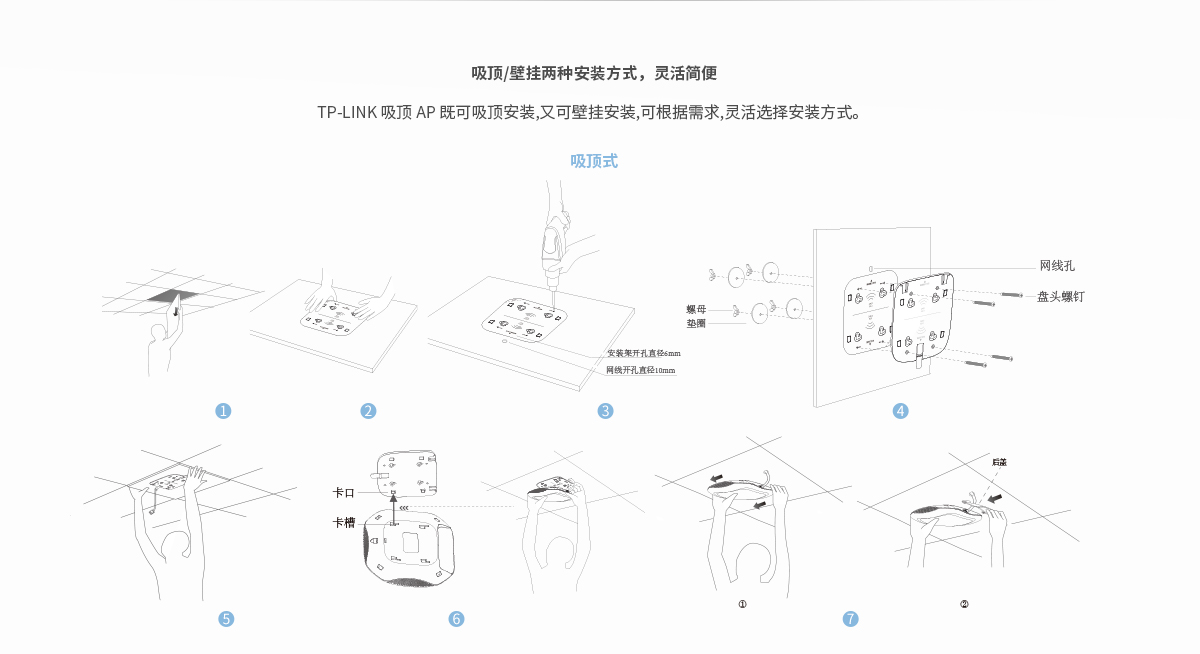 吸顶/壁挂两种安装方式，灵活简便
TP-LINK 吸顶 AP 既可吸顶安装,又可壁挂安装,可根据需求,灵活选择安装方式。
吸顶式
网线孔
盘头螺钉
螺母
垫圈
安装架开孔直径6mm
网线开孔直径10mm
1
2
3
4
后盖
卡口
卡槽
①
②
5
6
7